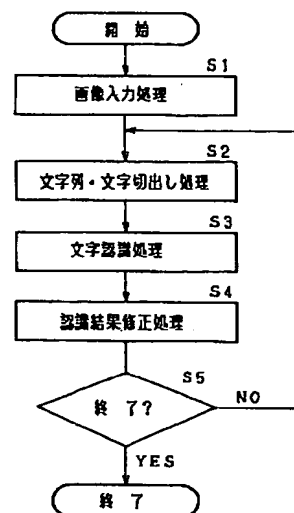 開 始
S1
画像入力処理
S2
文字列・文字切出し処理
S3
文字認識処理
S4
認識結果修正処理
S5
終 了?
NO
YES
終 了